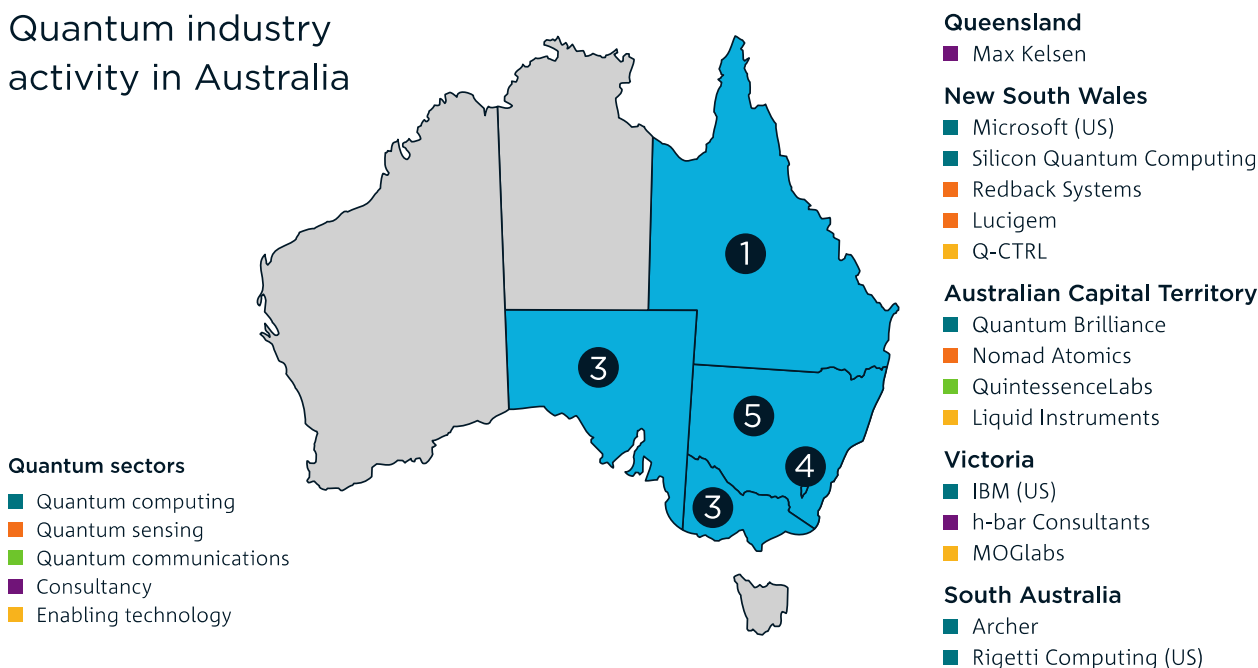 Quantum industry
activity in Australia
1
3
5
4
3
Quantum sectors
Quantum computing
Quantum sensing
Quantum communications
Consultancy
Enabling technology
Queensland
Max Kelsen
New South Wales
Microsoft (US)
Silicon Quantum Computing
Redback Systems
Lucigem
Q-CTRL
Australian Capital Territory
Quantum Brilliance
Nomad Atomics
QuintessenceLabs
Liquid Instruments
Victoria
IBM (US)
h-bar Consultants
MOGlabs
South Australia
Archer
Rigetti Computing (US)